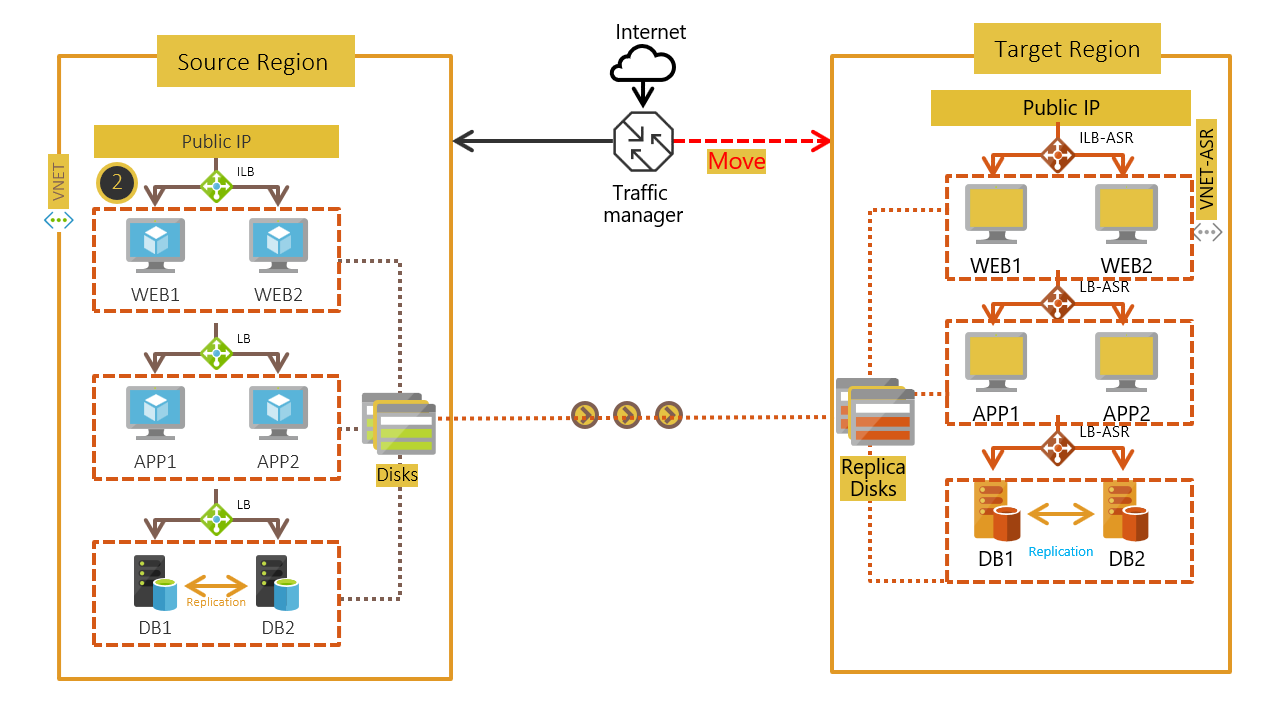 Internet
Source Region
Target Region
Public IP
Public IP
VNET
2
ILB
ILB-ASR
VNET-ASR
Move
Traffic
manager
WEB1
WEB2
WEB1
WEB2
LB
LB-ASR
APP1
APP2
APP1
APP2
Disks
Replica
Disks
LB
LB-ASR
Replication
Replication
DB1
DB2
DB1
DB2